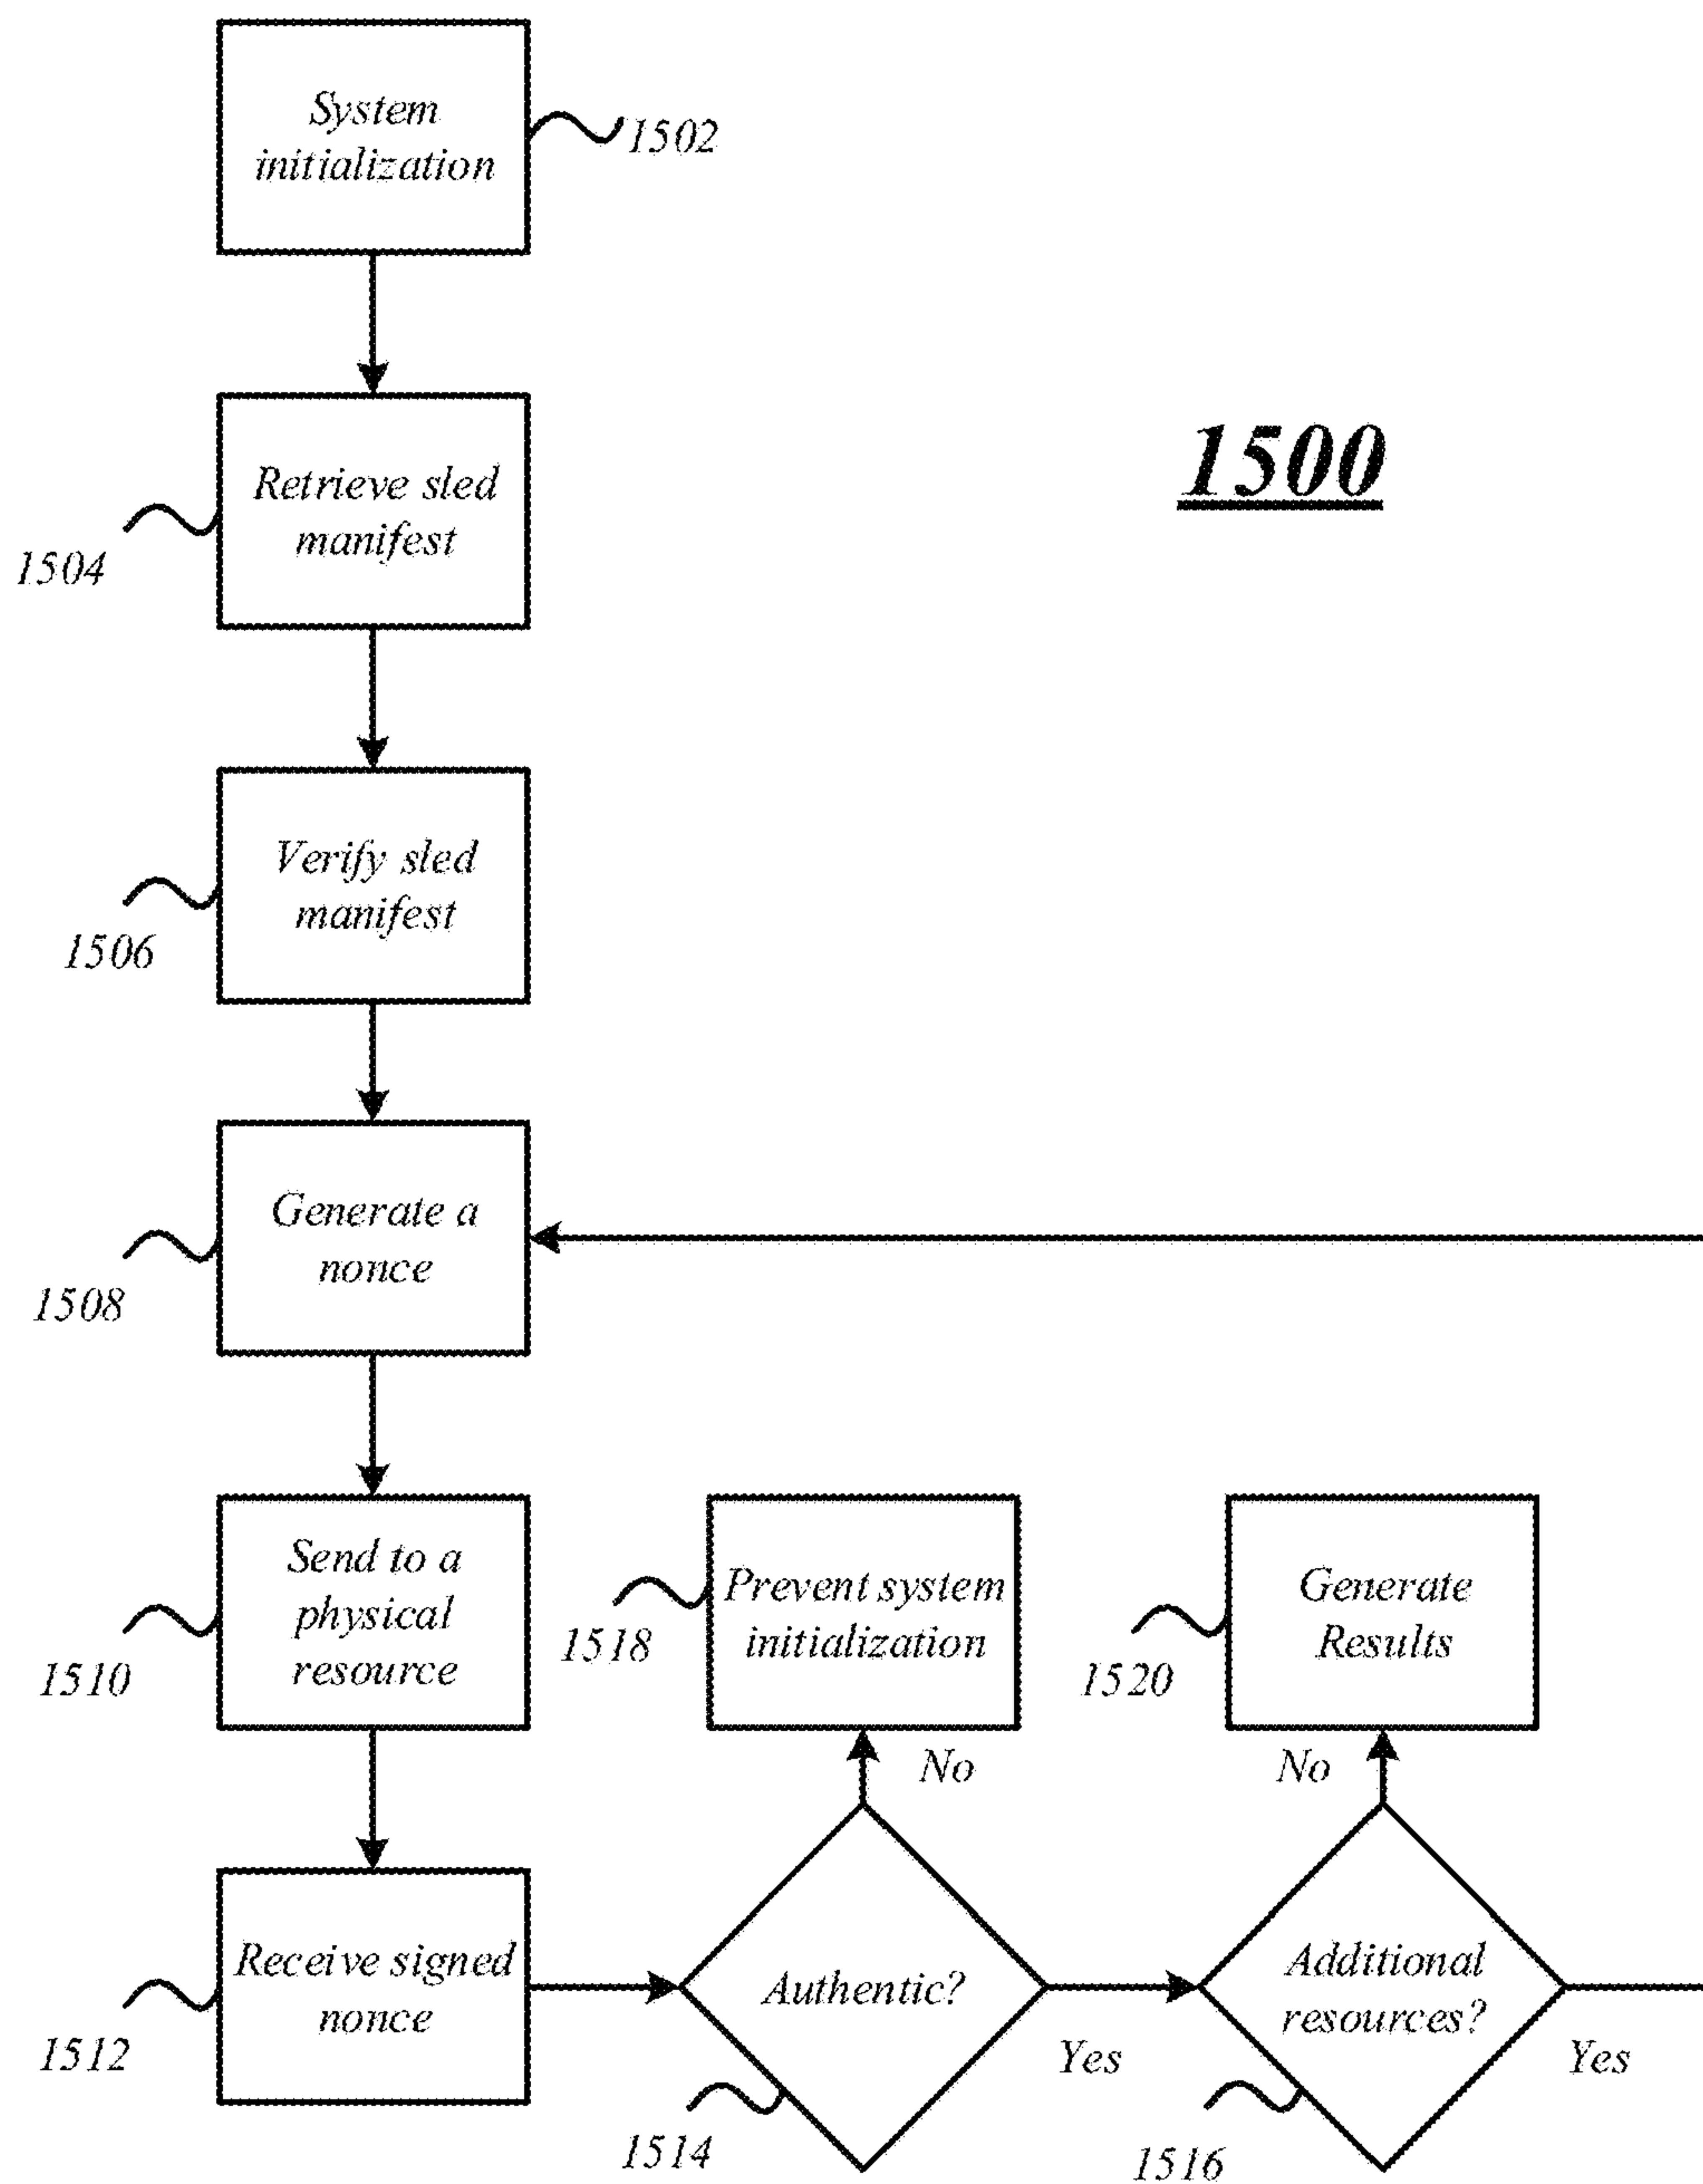 System
initialization
1502
1500
Retrieve sled
manifest
1504
Verify sled
manifest
1506
Generate a
nonce
1508
Send to a
physical
resource
1510
Prevent system
initialization
1518
Generate
Results
1520
No
No
Receive signed
nonce
1512
Authentic?
Yes
1514
Additional
resources?
Yes
1516